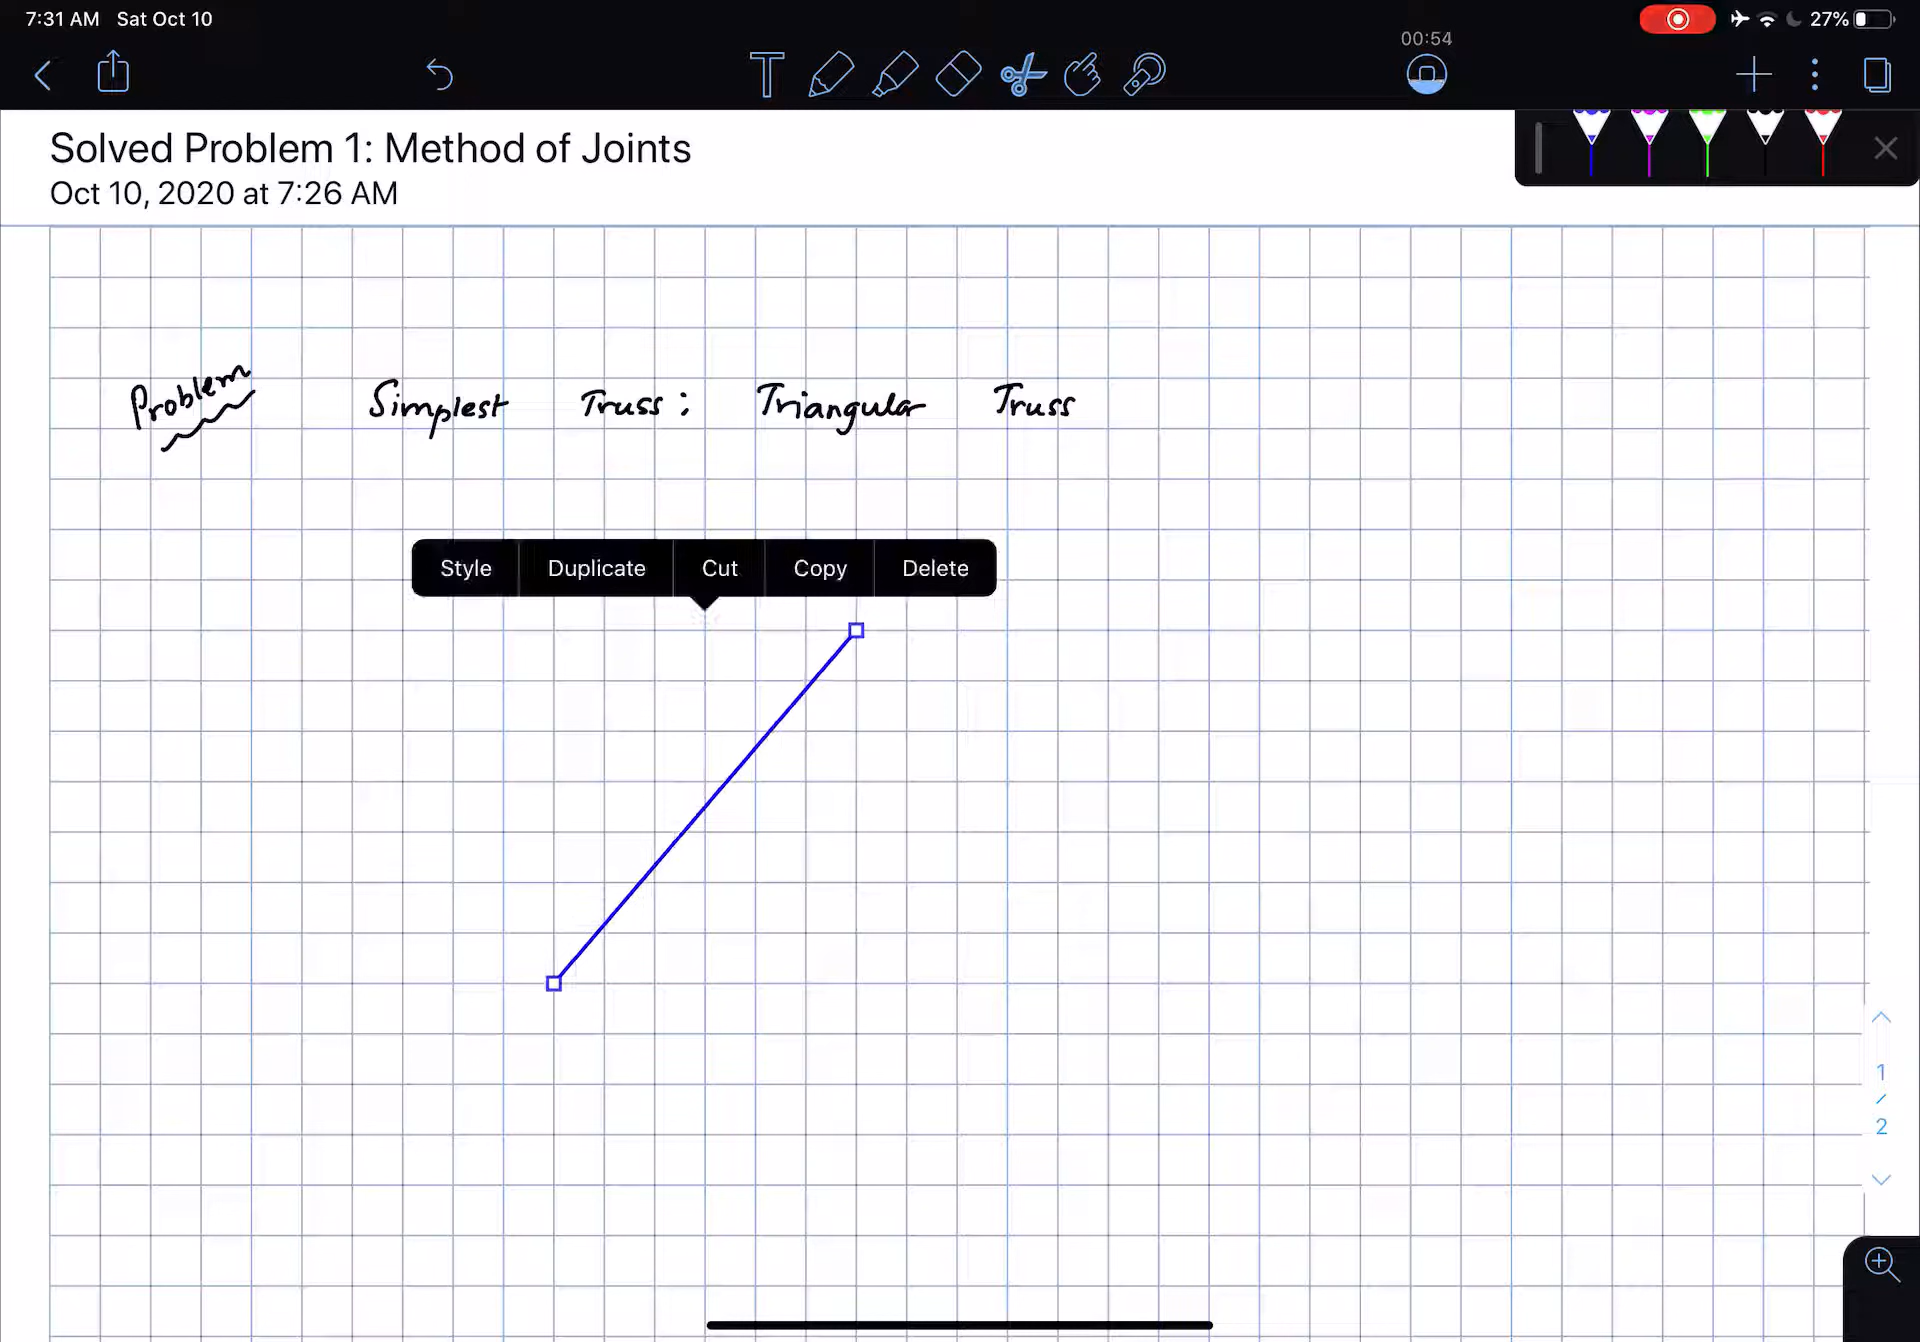 7:31 AM Sat Oct 10
27%
00:54
T
Solved Problem 1: Method of Joints
Oct 10, 2020 at 7:26 AM
Problem Simplest Truss: Triangular Truss
Style Duplicate Cut Copy Delete
1
/
2